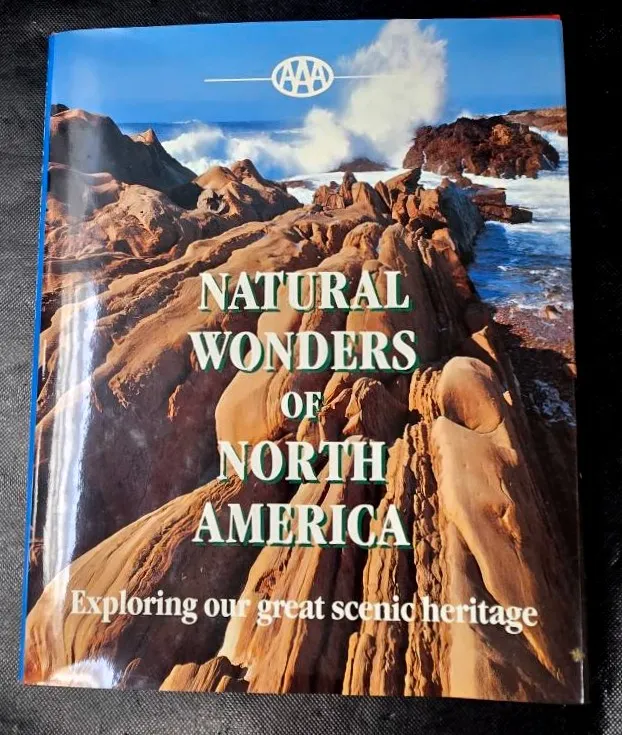 AAA
NATURAL
WONDERS
OF
NORTH
AMERICA
Exploring our great scenic heritage